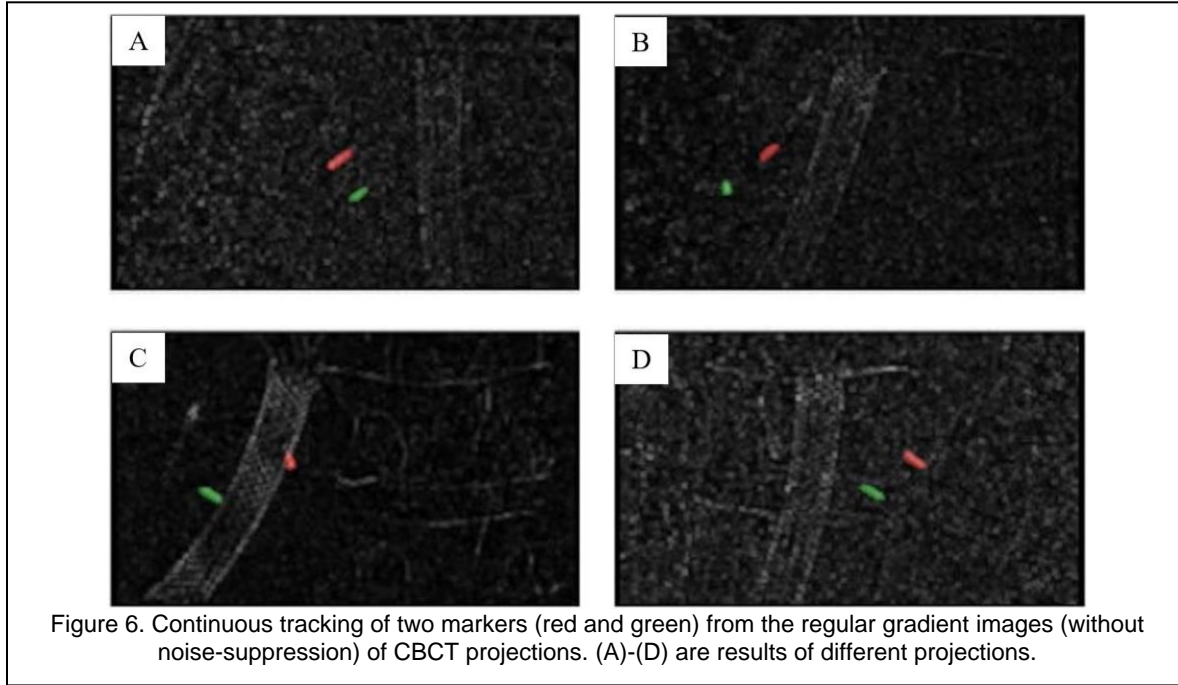 A
B
C
D
Figure 6. Continuous tracking of two markers (red and green) from the regular gradient images (without
noise-suppression) of CBCT projections. (A)-(D) are results of different projections.